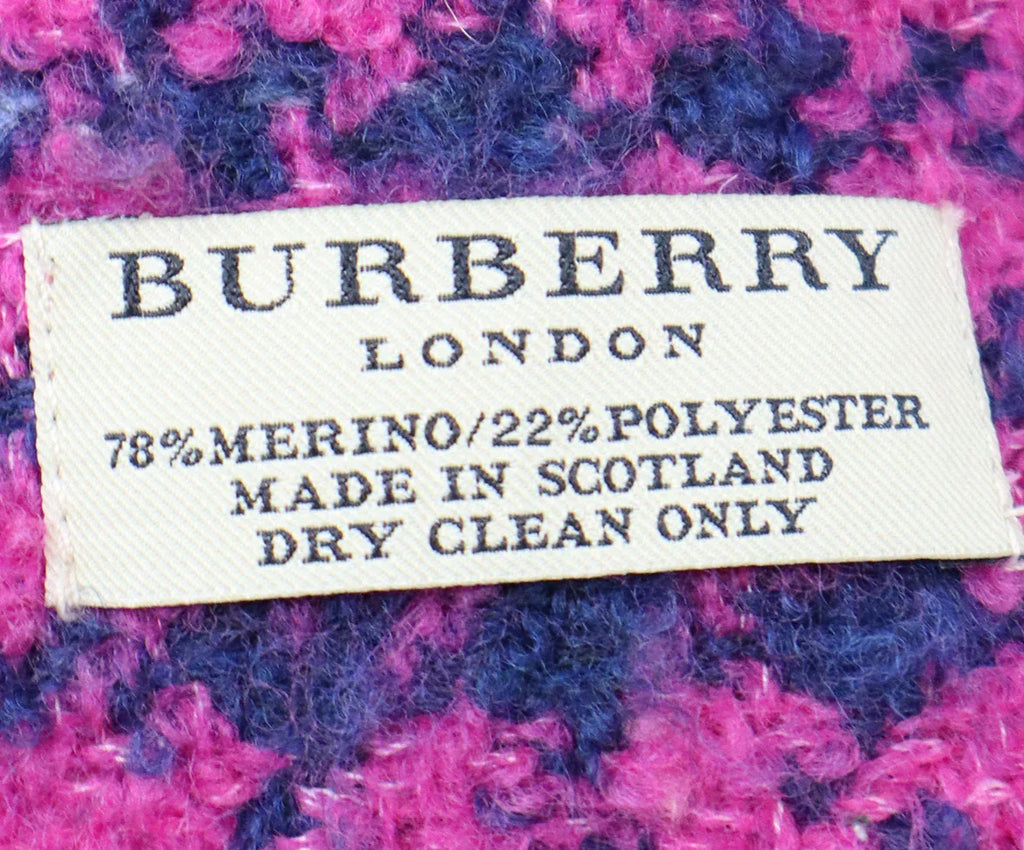 BURBERRY
LONDON
78%MERINO/22%POLYESTER
MADE IN SCOTLAND
DRY CLEAN ONLY